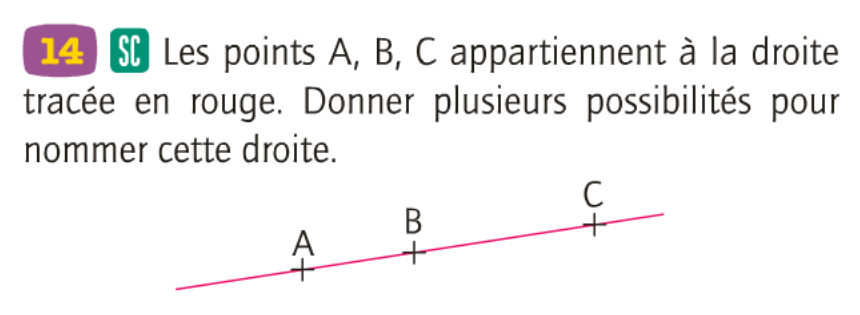 14 SC Les points A, B, C appartiennent à la droite
tracée en rouge. Donner plusieurs possibilités pour
nommer cette droite.
C
B
A